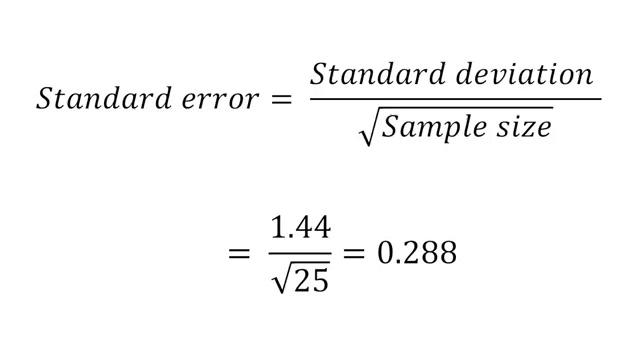 Standard error = Standard deviation / √Sample size
= 1.44 / √25 = 0.288